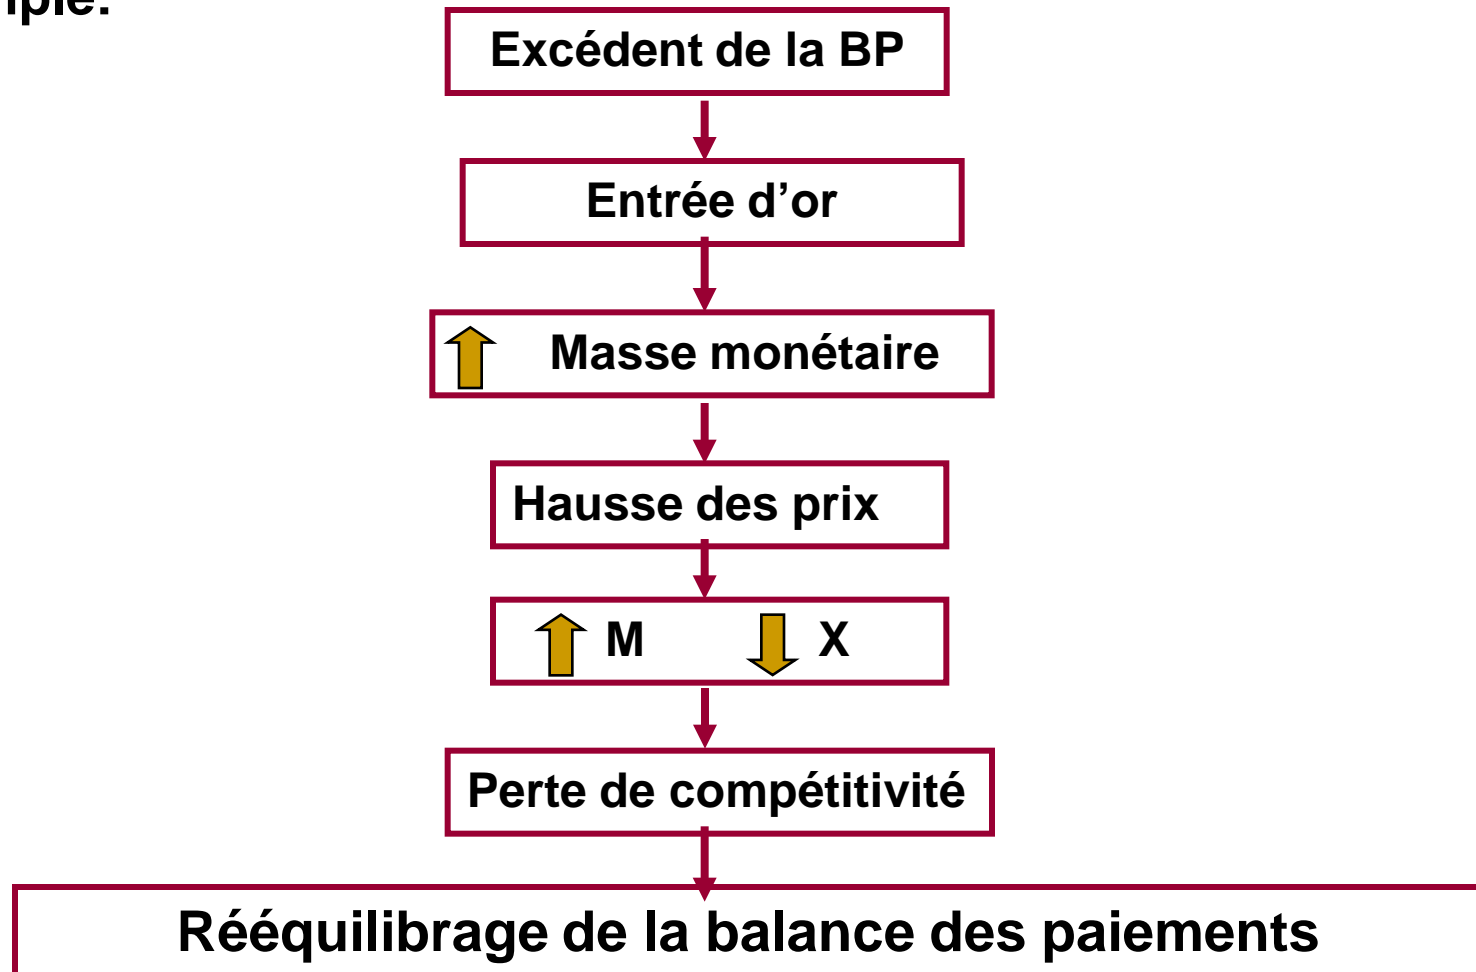 Excédent de la BP
Entrée d’or
Masse monétaire
Hausse des prix
M X
Perte de compétitivité
Rééquilibrage de la balance des paiements